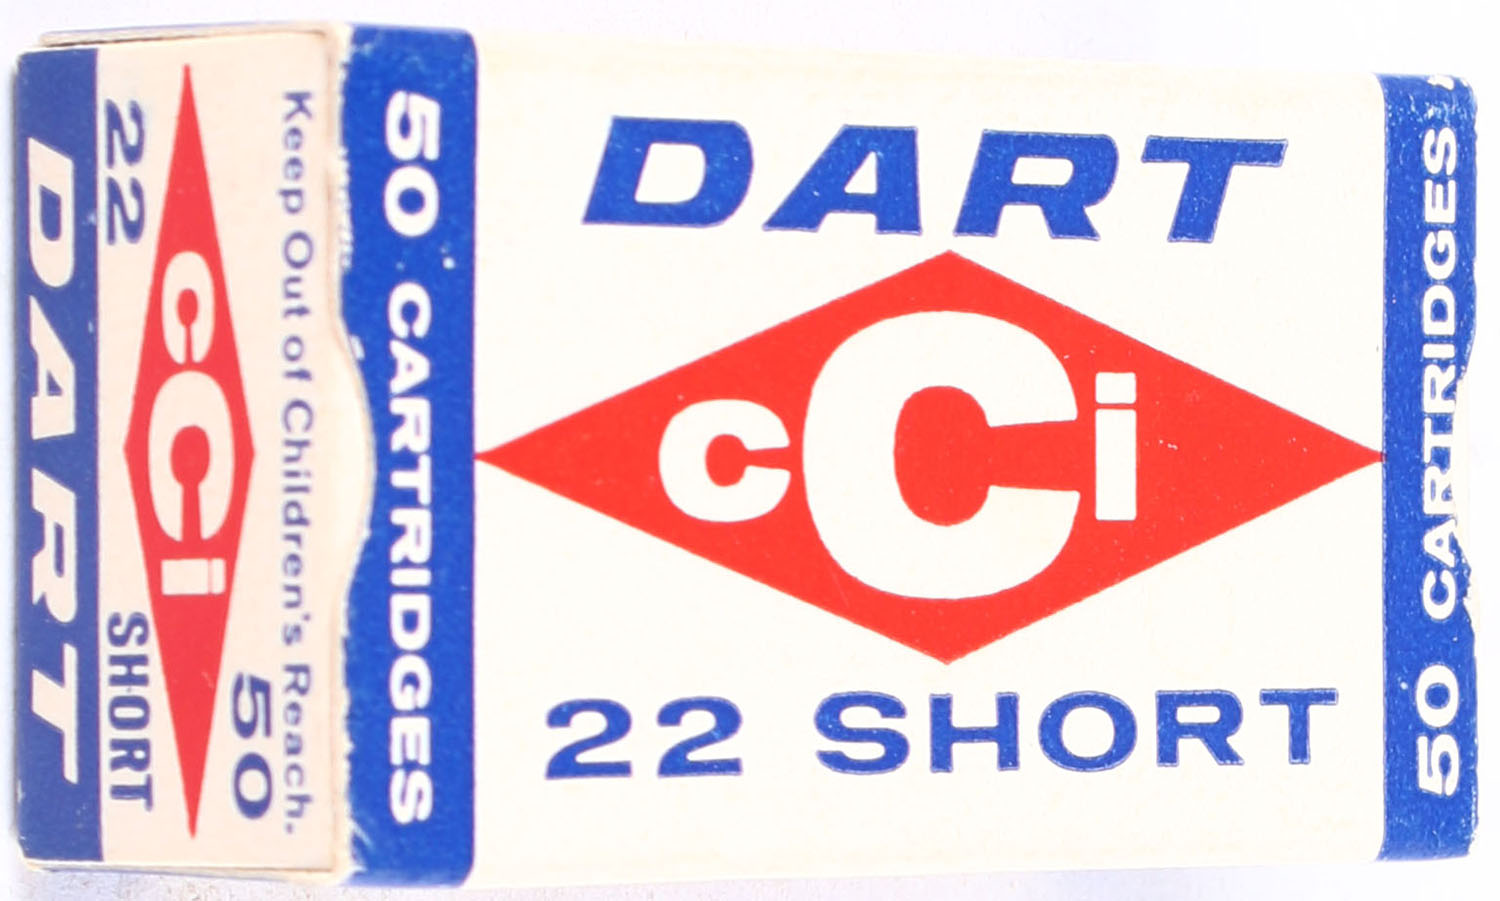 DART
cCi
22 SHORT
50 CARTRIDGES
50 CARTRIDGES
Keep Out of Children's Reach.
22
cCi
SHORT
50
DART